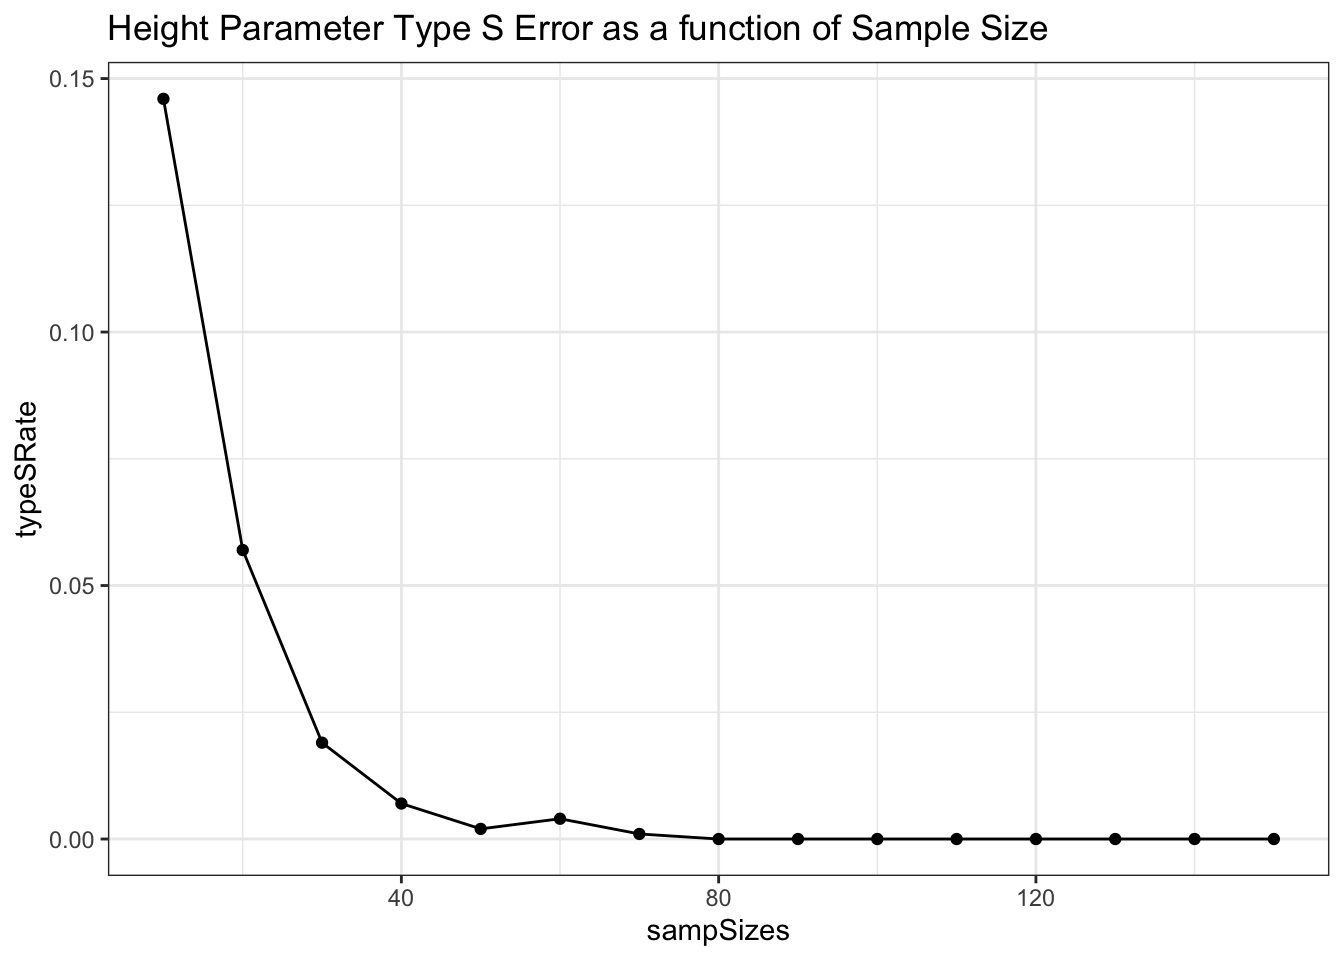 Height Parameter Type S Error as a function of Sample Size
0.15
0.10
0.05
0.00
typeSRate
40 80 120
sampSizes